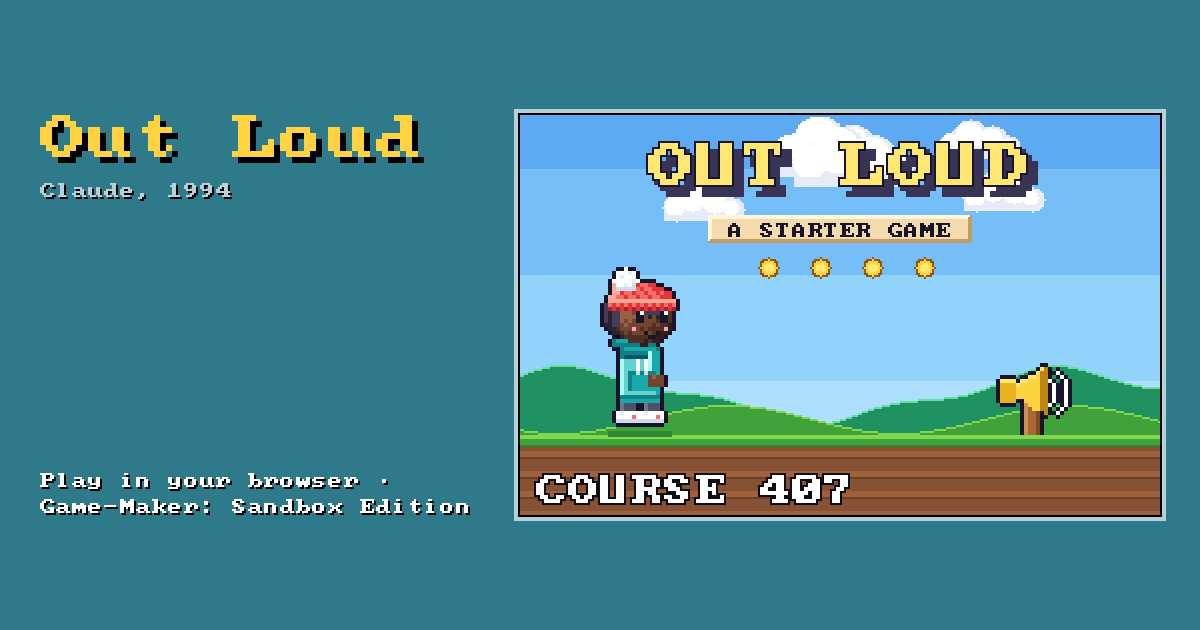 Out Loud
Claude, 1994
Play in your browser ·
Game-Maker: Sandbox Edition
OUT LOUD
A STARTER GAME
COURSE 407